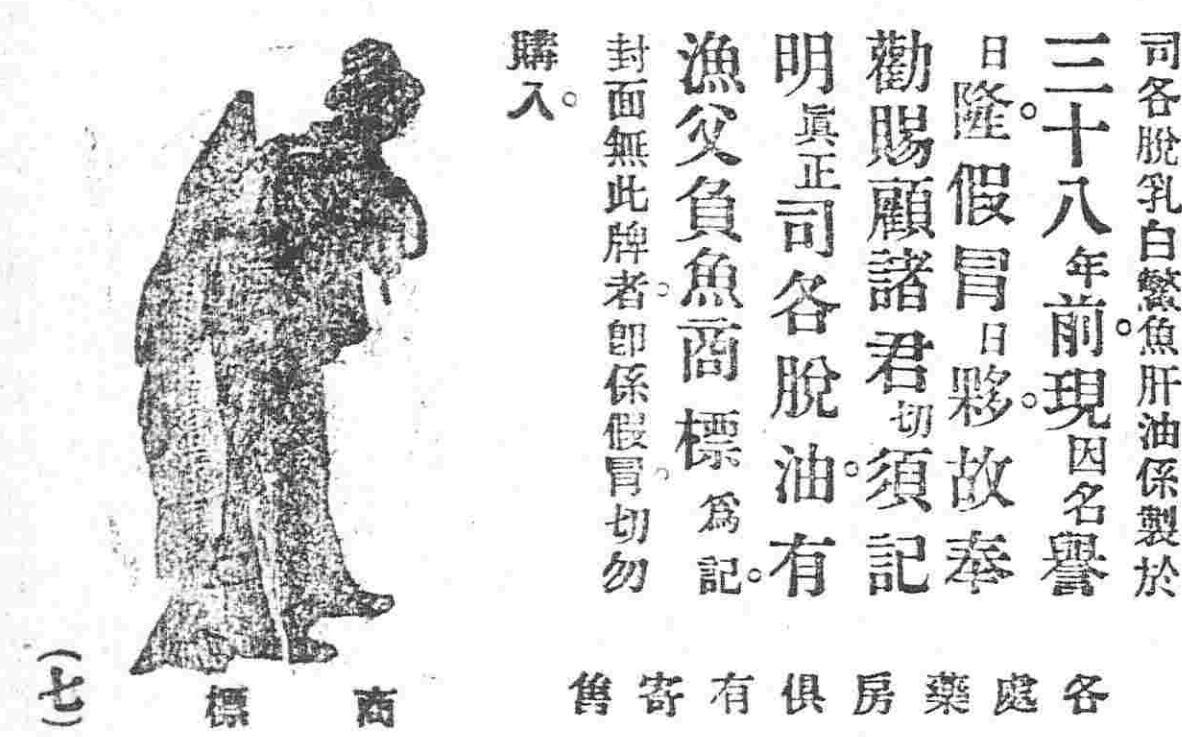 司各脫乳白鱉魚肝油係製於
三十八年前。現因名譽
日隆。假冒日夥。故奉
勸賜顧諸君切須記
明眞正司各脫油。有
漁父負魚商標爲記。
封面無此牌者。卽係假冒。切勿
購入。
各處藥房俱有寄售
商標
(七)